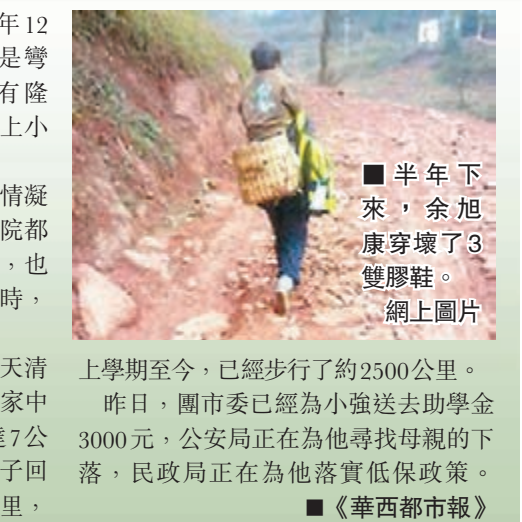 年12
是彎
有隆
上小
情凝
院都
，也
時，
天清
家中
達7公
子回
里，
■半年下
來，余旭
康穿壞了3
雙膠鞋。
網上圖片
上學期至今，已經步行了約2500公里。
昨日，團市委已經為小強送去助學金
3000元，公安局正在為他尋找母親的下
落，民政局正在為他落實低保政策。
■《華西都市報》